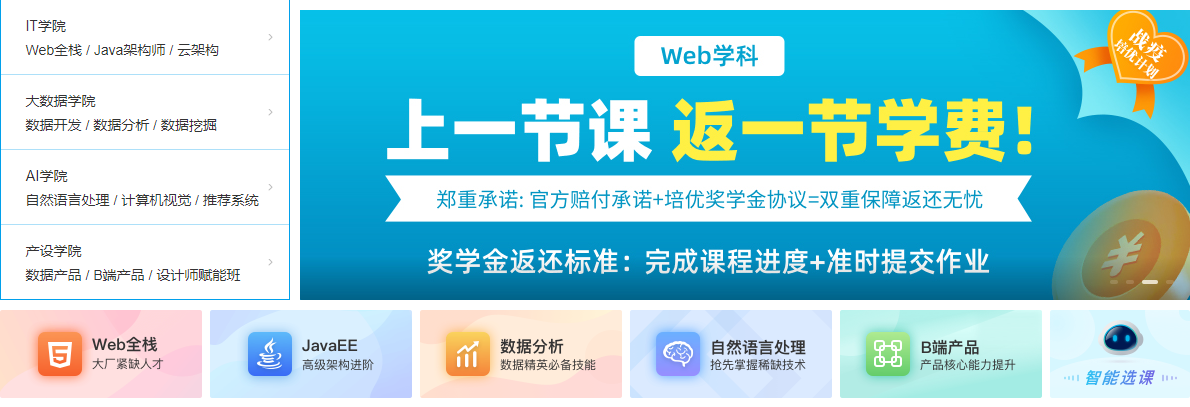 IT学院
Web全栈 / Java架构师 / 云架构
大数据学院
数据开发 / 数据分析 / 数据挖掘
AI学院
自然语言处理 / 计算机视觉 / 推荐系统
产设学院
数据产品 / B端产品 / 设计师赋能班
Web学科
上一节课 返一节学费!
郑重承诺: 官方赔付承诺+培优奖学金协议=双重保障返还无忧
奖学金返还标准：完成课程进度+准时提交作业
战疫
培优计划
Web全栈
大厂紧缺人才
JavaEE
高级架构进阶
数据分析
数据精英必备技能
自然语言处理
抢先掌握稀缺技术
B端产品
产品核心能力提升
智能选课